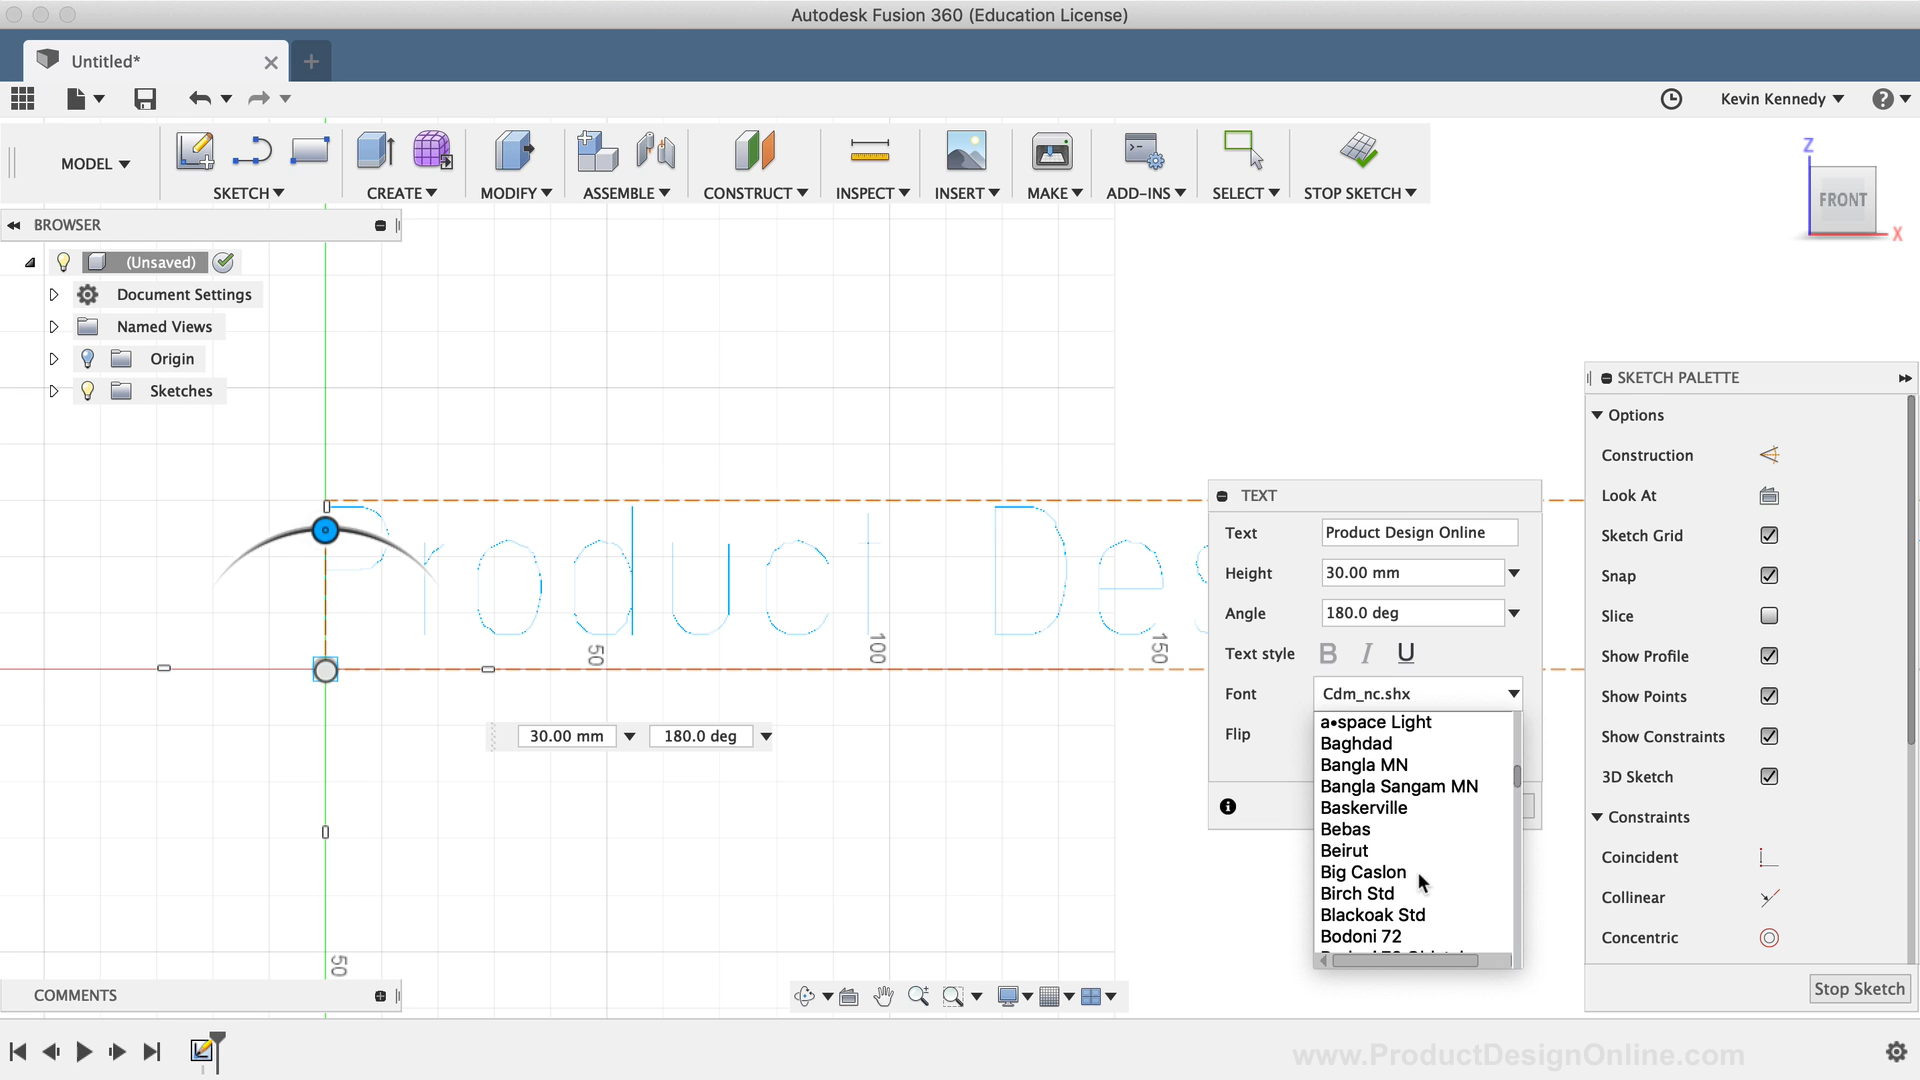 Autodesk Fusion 360 (Education License)
Untitled*
Kevin Kennedy
MODEL
SKETCH
CREATE
MODIFY
ASSEMBLE
CONSTRUCT
INSPECT
INSERT
MAKE
ADD-INS
SELECT
STOP SKETCH
Z
FRONT
X
BROWSER
(Unsaved)
Document Settings
Named Views
Origin
Sketches
Product Des
50
100
150
50
30.00 mm
180.0 deg
TEXT
Text
Product Design Online
Height
30.00 mm
Angle
180.0 deg
Text style
B I U
Font
Cdm_nc.shx
Flip
a•space Light
Baghdad
Bangla MN
Bangla Sangam MN
Baskerville
Bebas
Beirut
Big Caslon
Birch Std
Blackoak Std
Bodoni 72
SKETCH PALETTE
Options
Construction
Look At
Sketch Grid
Snap
Slice
Show Profile
Show Points
Show Constraints
3D Sketch
Constraints
Coincident
Collinear
Concentric
Stop Sketch
COMMENTS
www.ProductDesignOnline.com